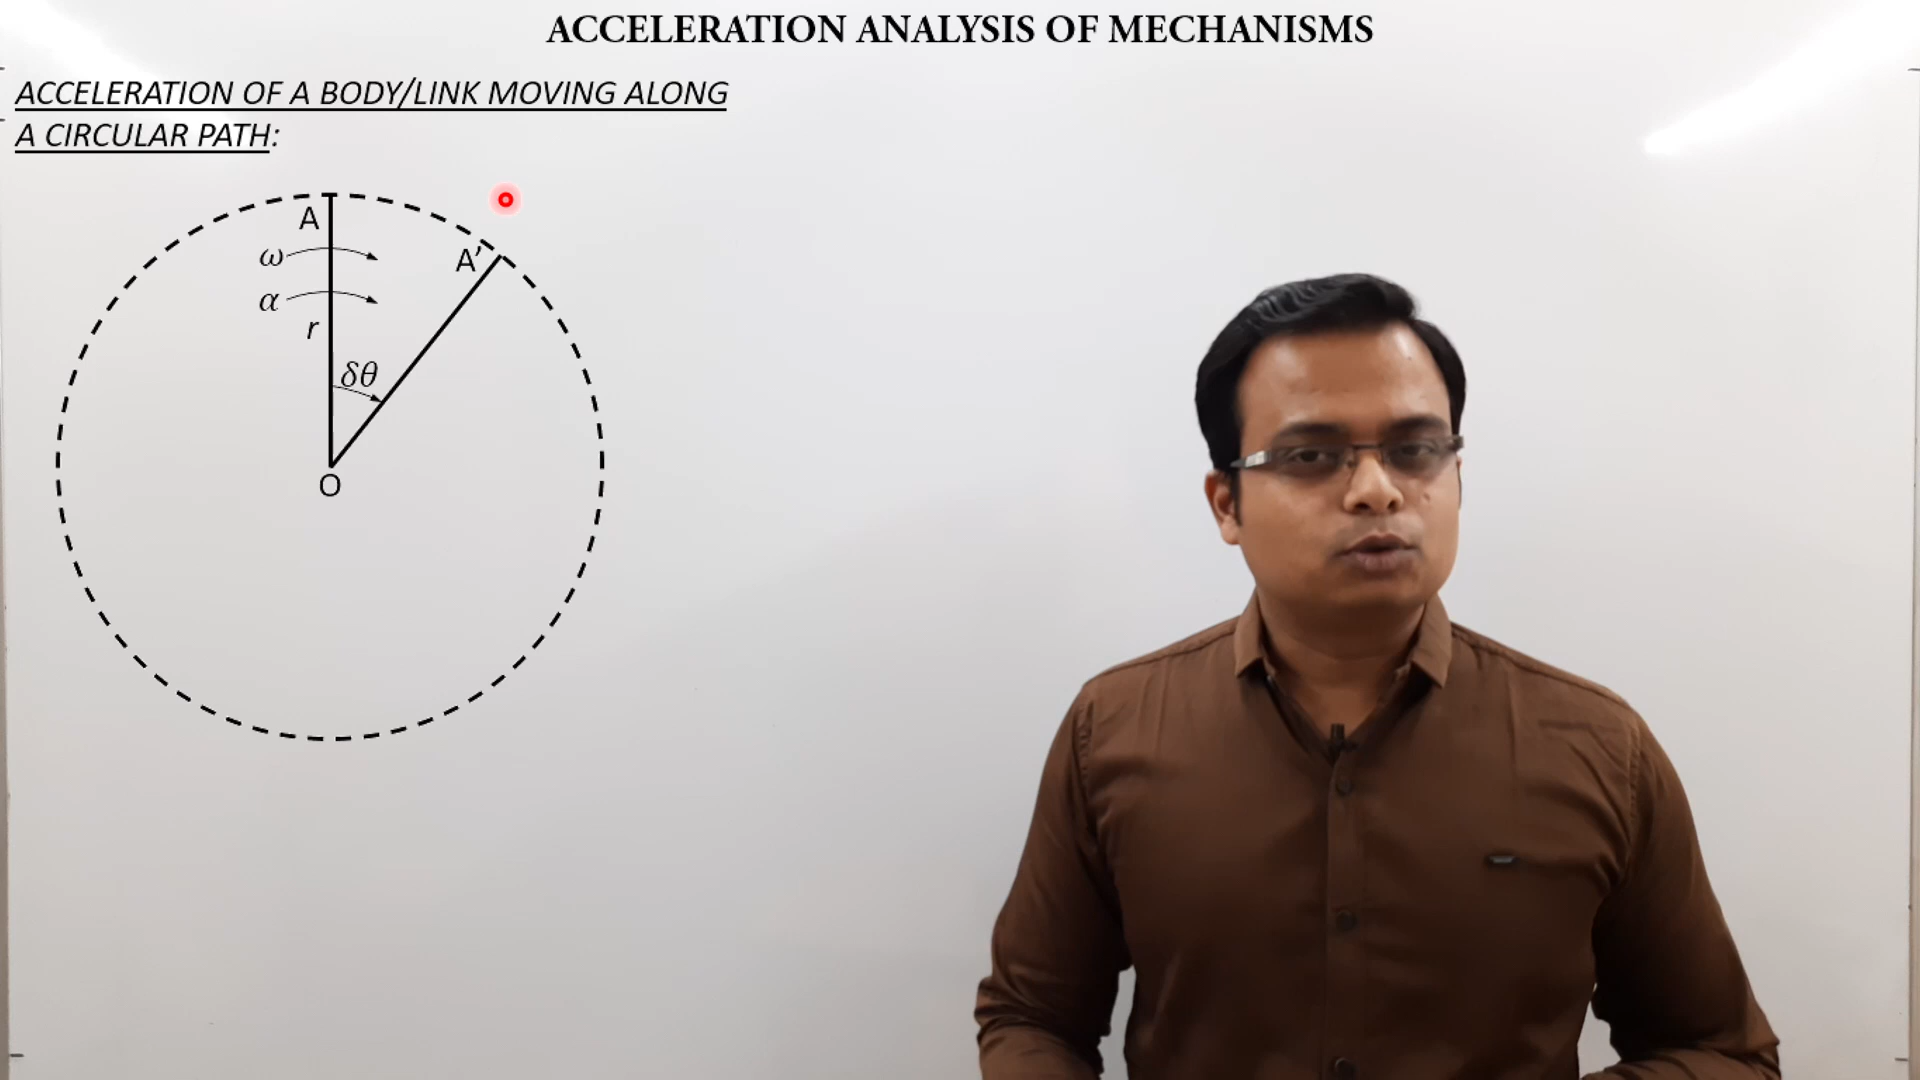 ACCELERATION ANALYSIS OF MECHANISMS
ACCELERATION OF A BODY/LINK MOVING ALONG
A CIRCULAR PATH:
A
ω
A’
α
r
δθ
O